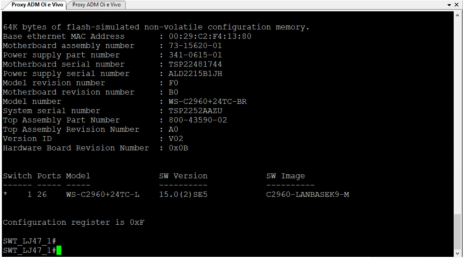 Proxy ADM Oi e Vivo Proxy ADM Oi e Vivo
64K bytes of flash-simulated non-volatile configuration memory.
Base ethernet MAC Address : 00:29:C2:F4:13:80
Motherboard assembly number : 73-15620-01
Power supply part number : 341-0615-01
Motherboard serial number : TSP22481744
Power supply serial number : ALD2215B1JH
Model revision number : F0
Motherboard revision number : B0
Model number : WS-C2960+24TC-BR
System serial number : TSP2252AAZU
Top Assembly Part Number : 800-43590-02
Top Assembly Revision Number : A0
Version ID : V02
Hardware Board Revision Number : 0x0B
Switch Ports Model SW Version SW Image
------ ----- ----- ---------- ----------
* 1 26 WS-C2960+24TC-L 15.0(2)SE5 C2960-LANBASEK9-M
Configuration register is 0xF
SWT_LJ47_1#
SWT_LJ47_1#